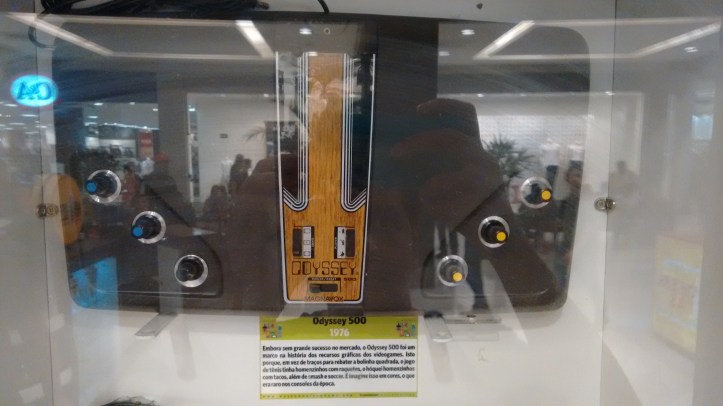 C&A
ODYSSEY
MAGNAVOX
Odyssey 500
1976
Embora sem grande sucesso no mercado, o Odyssey 500 foi um
marco na história dos recursos gráficos dos videogames. Isto
porque, em vez de traços para rebater a bolinha quadrada, o jogo
do tênis tinha homenzinhos com raquetes, o hóquei homenzinhos
com tacos, além de smash e soccer. E imagine isso em cores, o que
era raro nos consoles da época.